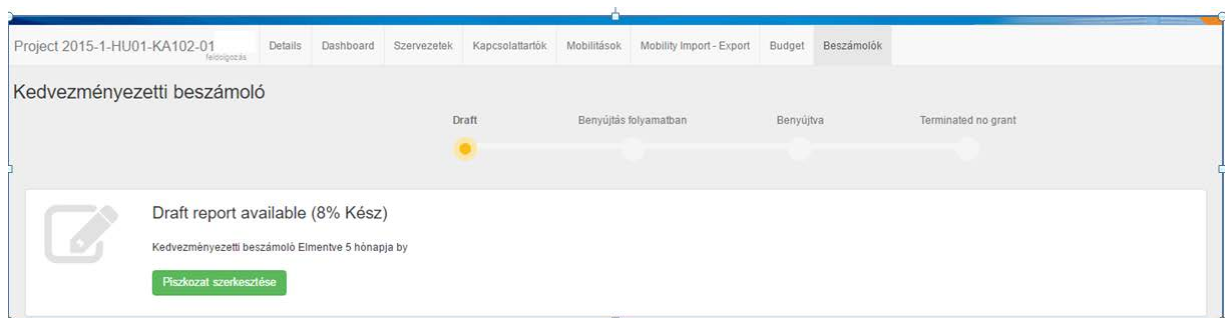 Project 2015-1-HU01-KA102-01 Details Dashboard Szervezetek Kapcsolattartók Mobilitások Mobility Import - Export Budget Beszámolók
feldolgozás
Kedvezményezetti beszámoló
Draft Benyújtás folyamatban Benyújtva Terminated no grant
Draft report available (8% Kész)
Kedvezményezetti beszámoló Elmentve 5 hónapja by
Piszkozat szerkesztése